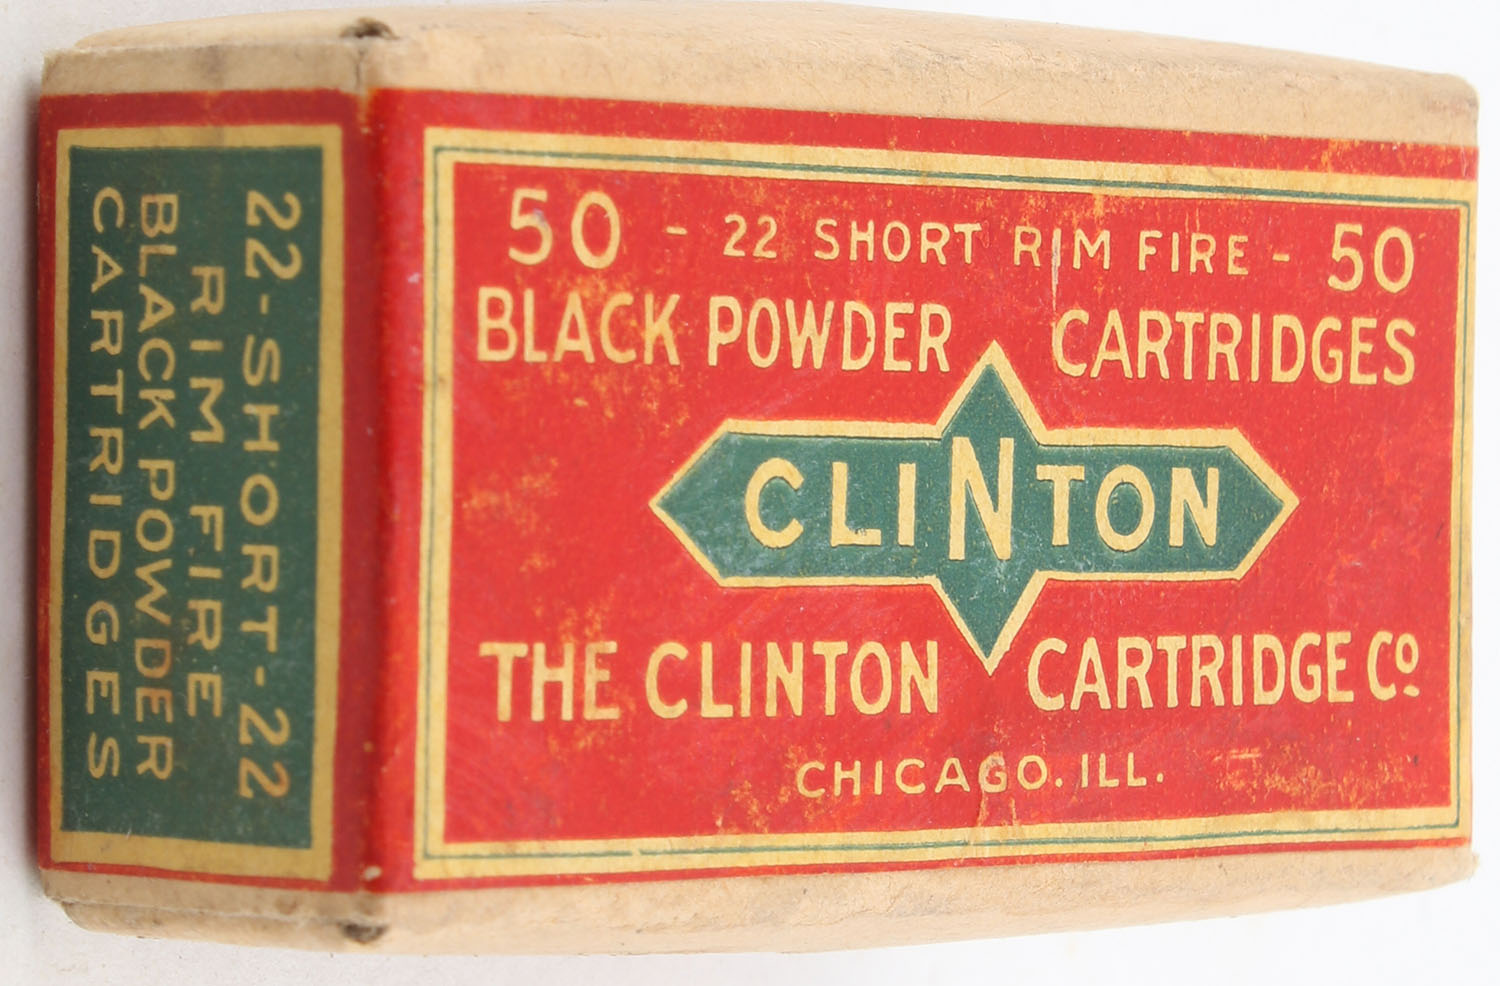 50 - 22 SHORT RIM FIRE - 50
BLACK POWDER CARTRIDGES
CLINTON
THE CLINTON CARTRIDGE Co.
CHICAGO. ILL.
22-SHORT-22
RIM FIRE
BLACK POWDER
CARTRIDGES